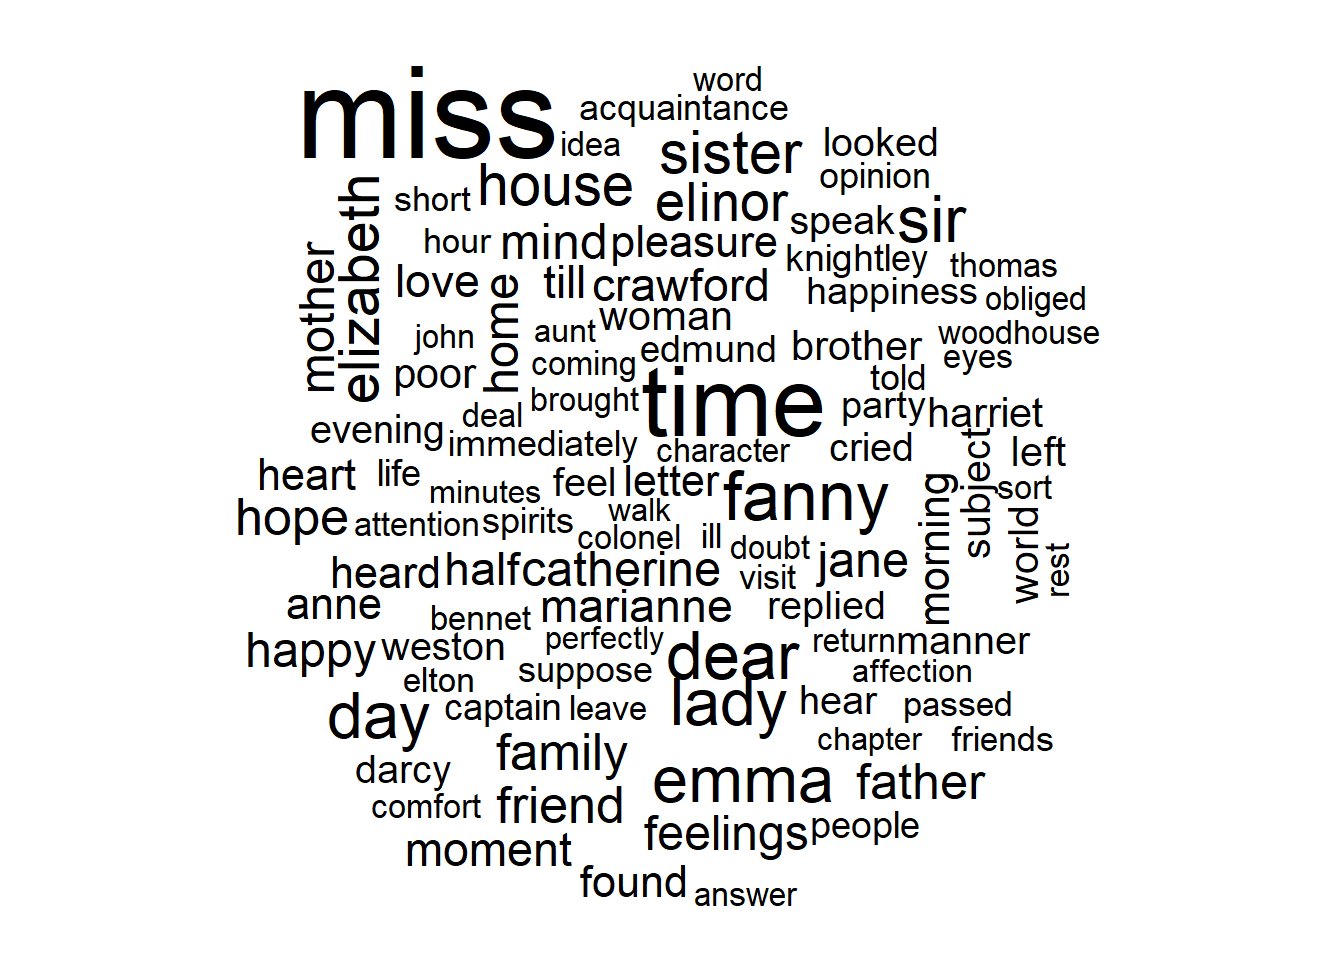 word
miss
acquaintance
idea
sister
looked
opinion
house
short
elizabeth
elinor
speak
sir
hour
mind
pleasure
mother
knightley
thomas
love
home
till
crawford
happiness
obliged
woman
john
aunt
woodhouse
edmund
brother
eyes
coming
poor
told
brought
time
deal
party
harriet
evening
immediately
character
cried
subject
left
heart
life
feel
letter
fanny
morning
sort
minutes
hope
attention
spirits
walk
world
colonel
ill
doubt
rest
heard
half
catherine
visit
jane
anne
bennet
marianne
replied
happy
weston
perfectly
dear
return
manner
suppose
affection
elton
day
captain
leave
lady
hear
passed
family
chapter
friends
darcy
emma
father
comfort
friend
feelings
people
moment
found
answer